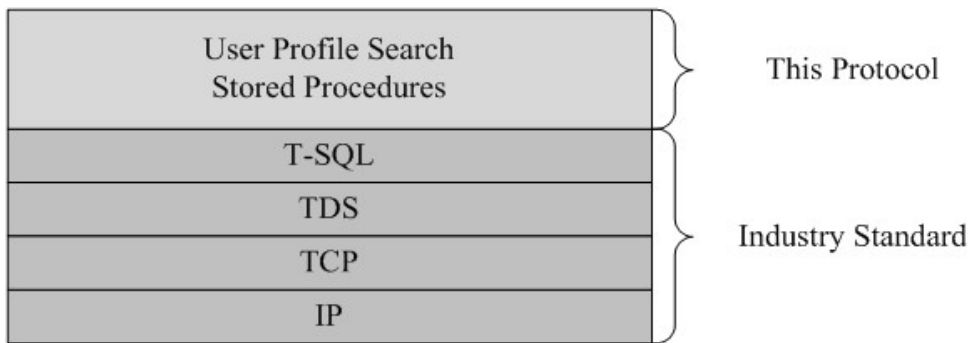 User Profile Search
Stored Procedures
This Protocol
T-SQL
TDS
TCP
IP
Industry Standard